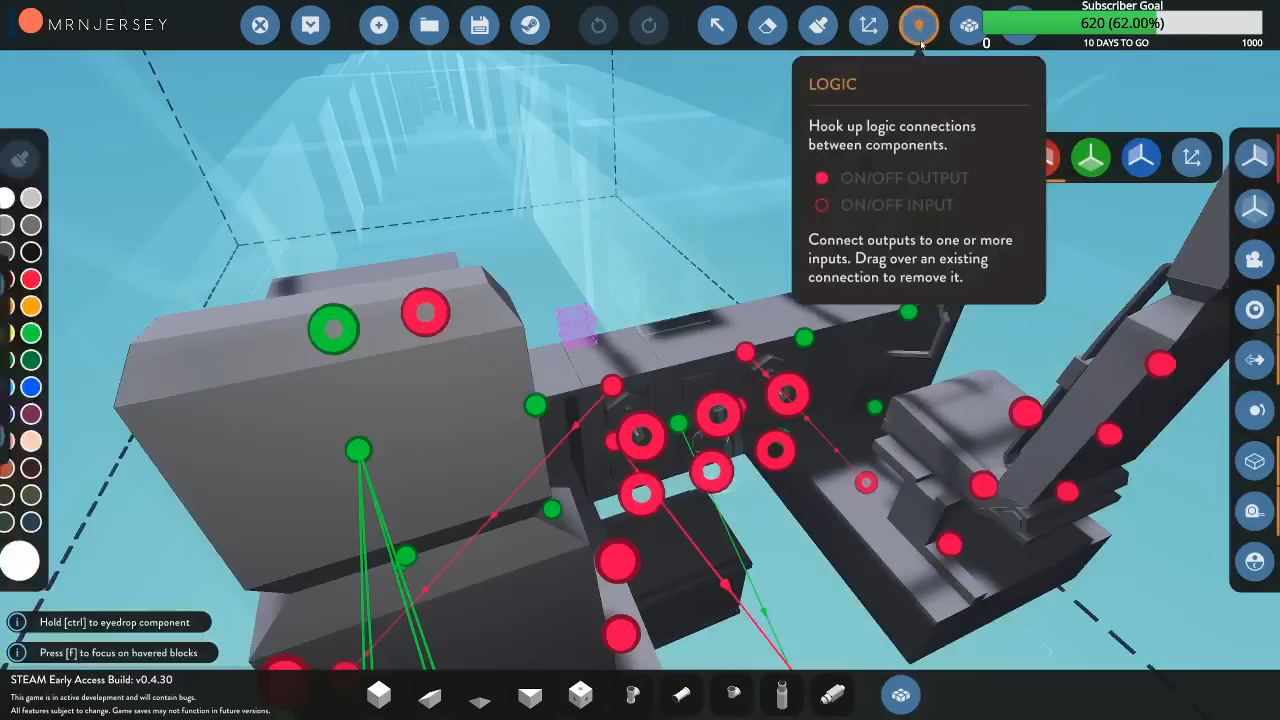 MRNJERSEY
Subscriber Goal
620 (62.00%)
0
10 DAYS TO GO
1000
LOGIC
Hook up logic connections
between components.
ON/OFF OUTPUT
ON/OFF INPUT
Connect outputs to one or more
inputs. Drag over an existing
connection to remove it.
Hold [ctrl] to eyedrop component
Press [f] to focus on hovered blocks
STEAM Early Access Build: v0.4.30
This game is in active development and will contain bugs.
All features subject to change. Game saves may not function in future versions.